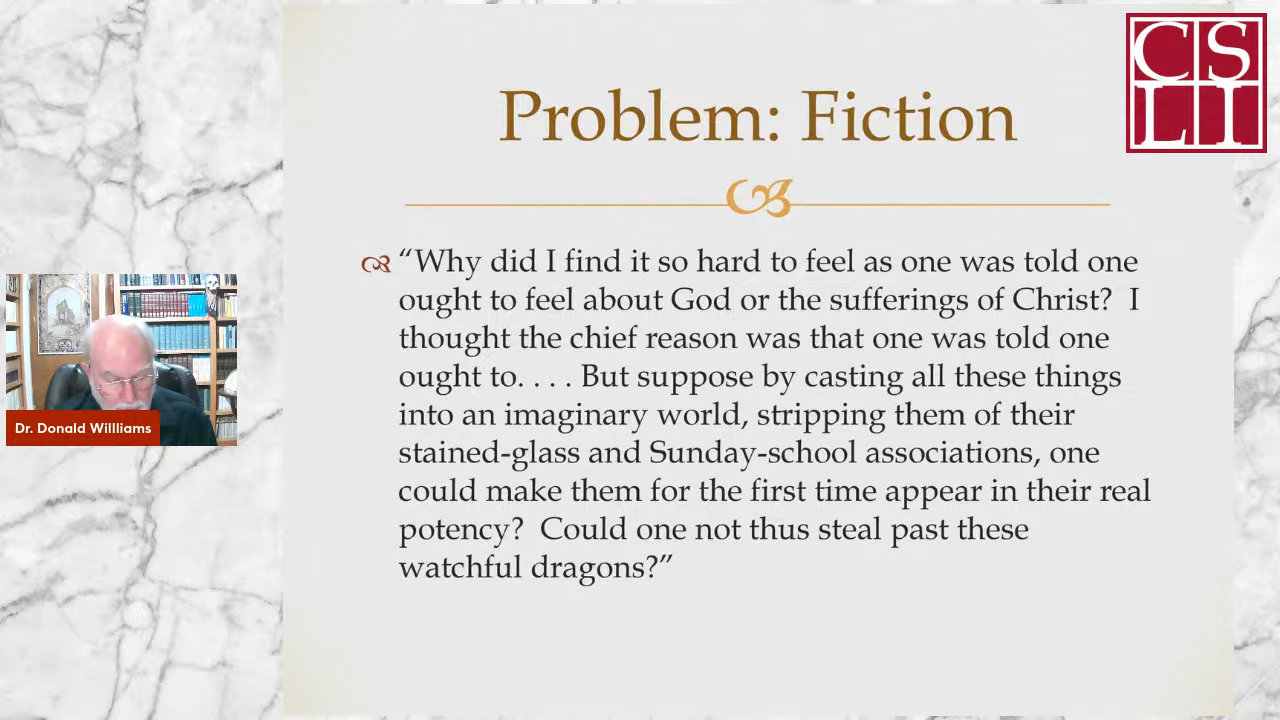 CS
LI
Problem: Fiction
“Why did I find it so hard to feel as one was told one
ought to feel about God or the sufferings of Christ?  I
thought the chief reason was that one was told one
ought to. . . . But suppose by casting all these things
into an imaginary world, stripping them of their
stained-glass and Sunday-school associations, one
could make them for the first time appear in their real
potency?  Could one not thus steal past these
watchful dragons?”
Dr. Donald Willliams